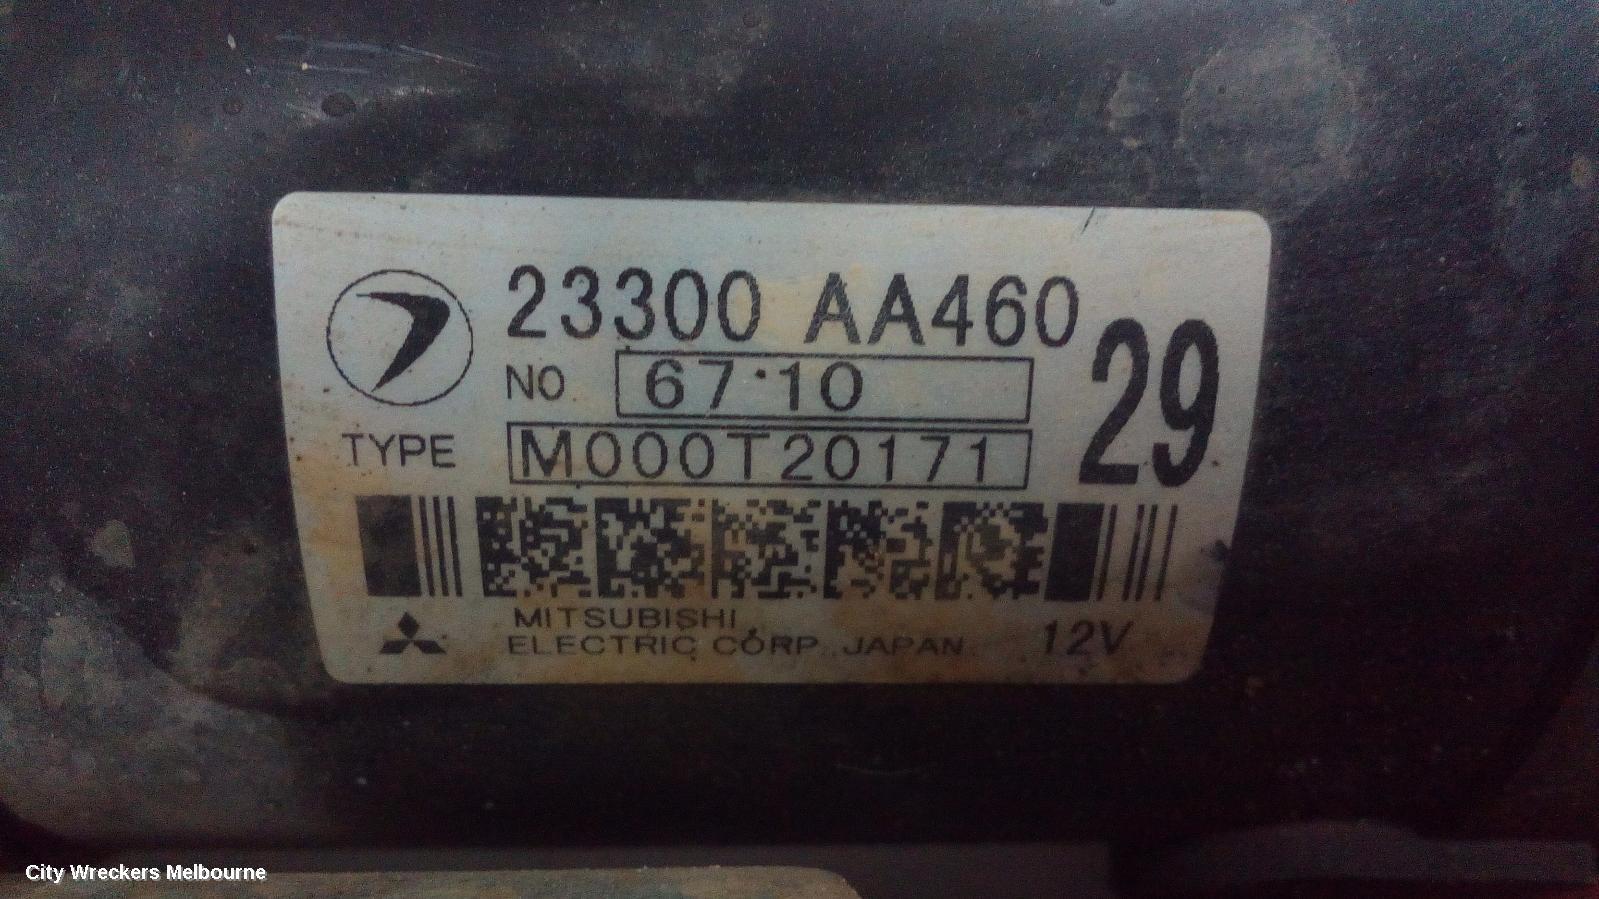 23300 AA460
29
NO 67·10
TYPE M000T20171
MITSUBISHI
ELECTRIC CORP. JAPAN
12V
City Wreckers Melbourne